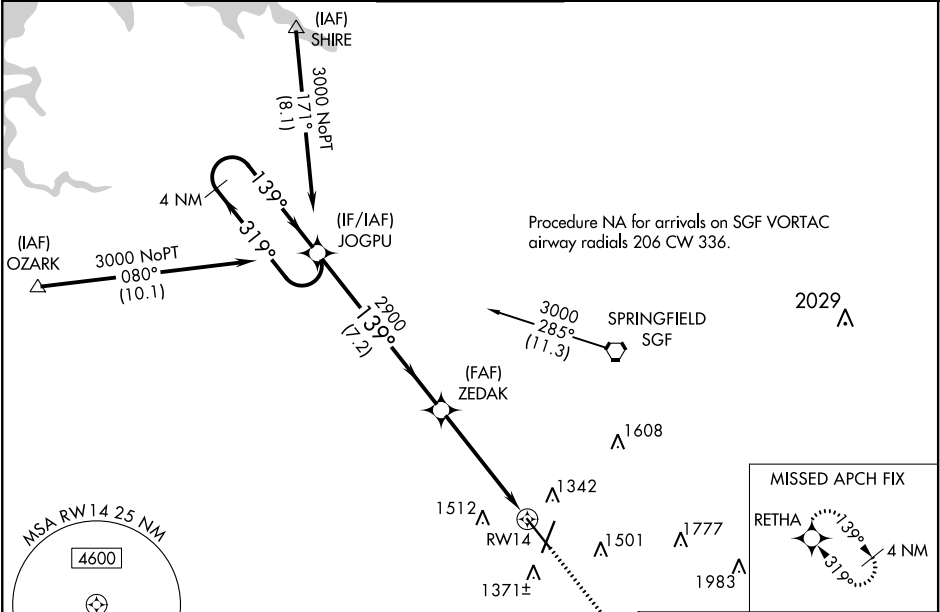 (IAF)
SHIRE
3000 NoPT
171°
(8.1)
4 NM
139°
319°
(IF/IAF)
JOGPU
(IAF)
OZARK
3000 NoPT
080°
(10.1)
Procedure NA for arrivals on SGF VORTAC
airway radials 206 CW 336.
2900
139°
(7.2)
3000
285°
(11.3)
SPRINGFIELD
SGF
2029
(FAF)
ZEDAK
1608
1342
1512
RW14
1501
1777
1371±
1983
MSA RW14 25 NM
4600
MISSED APCH FIX
RETHA
139°
319°
4 NM